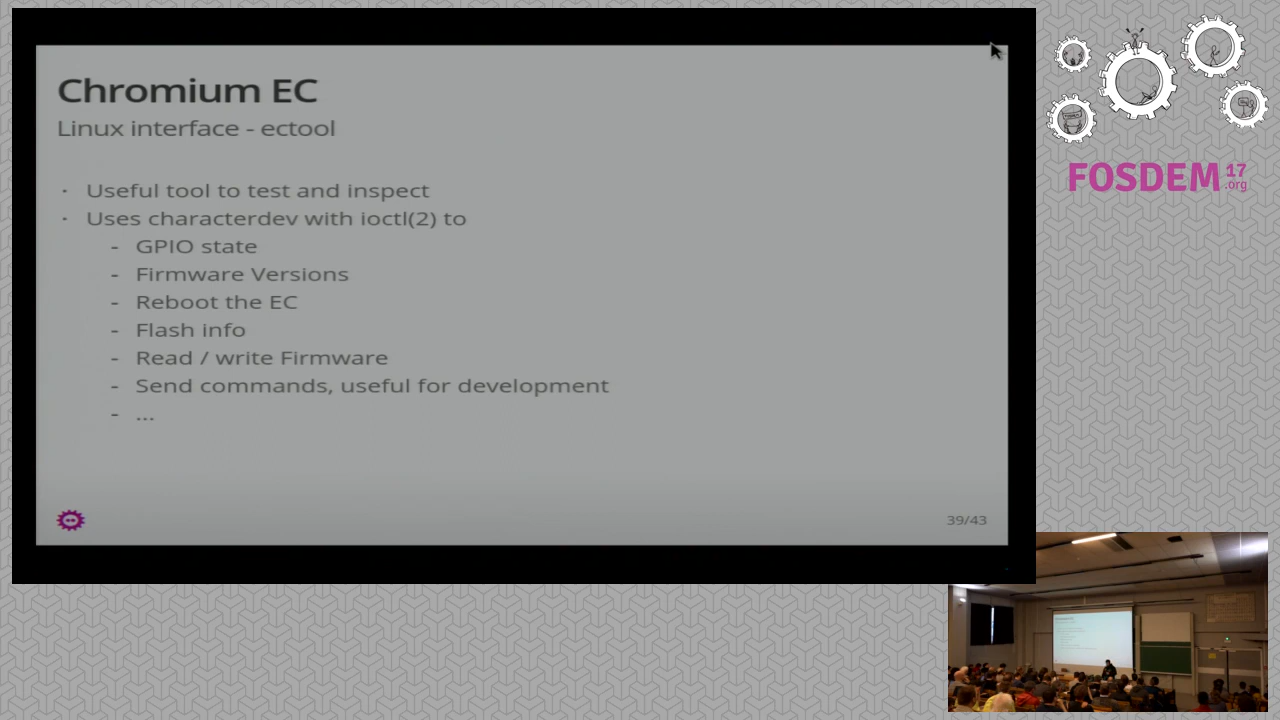 Chromium EC
Linux interface - ectool
· Useful tool to test and inspect
· Uses characterdev with ioctl(2) to
- GPIO state
- Firmware Versions
- Reboot the EC
- Flash info
- Read / write Firmware
- Send commands, useful for development
- ...
39/43
FOSDEM 17
.org